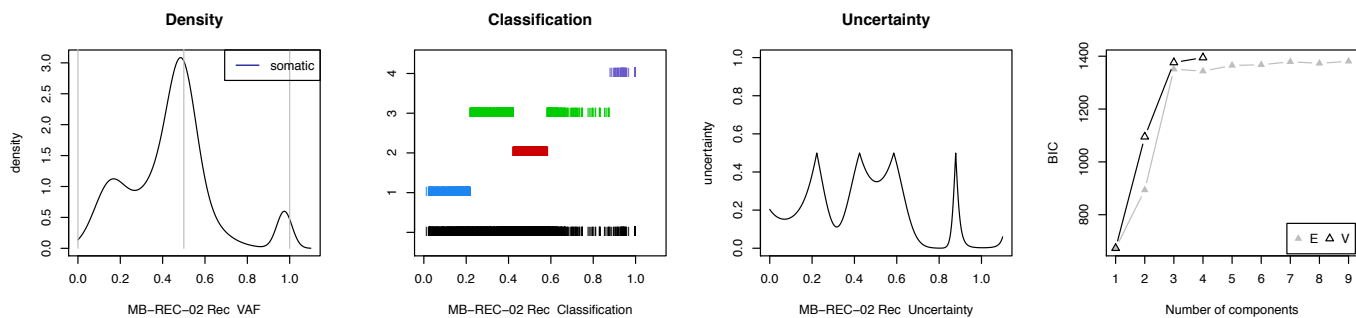 Density
density
0.0 0.5 1.0 1.5 2.0 2.5 3.0
somatic
0.0 0.2 0.4 0.6 0.8 1.0
MB−REC−02 Rec VAF
Classification
1 2 3 4
0.0 0.2 0.4 0.6 0.8 1.0
MB−REC−02 Rec Classification
Uncertainty
uncertainty
0.0 0.2 0.4 0.6 0.8 1.0
0.0 0.2 0.4 0.6 0.8 1.0
MB−REC−02 Rec Uncertainty
BIC
800 1000 1200 1400
E V
1 2 3 4 5 6 7 8 9
Number of components